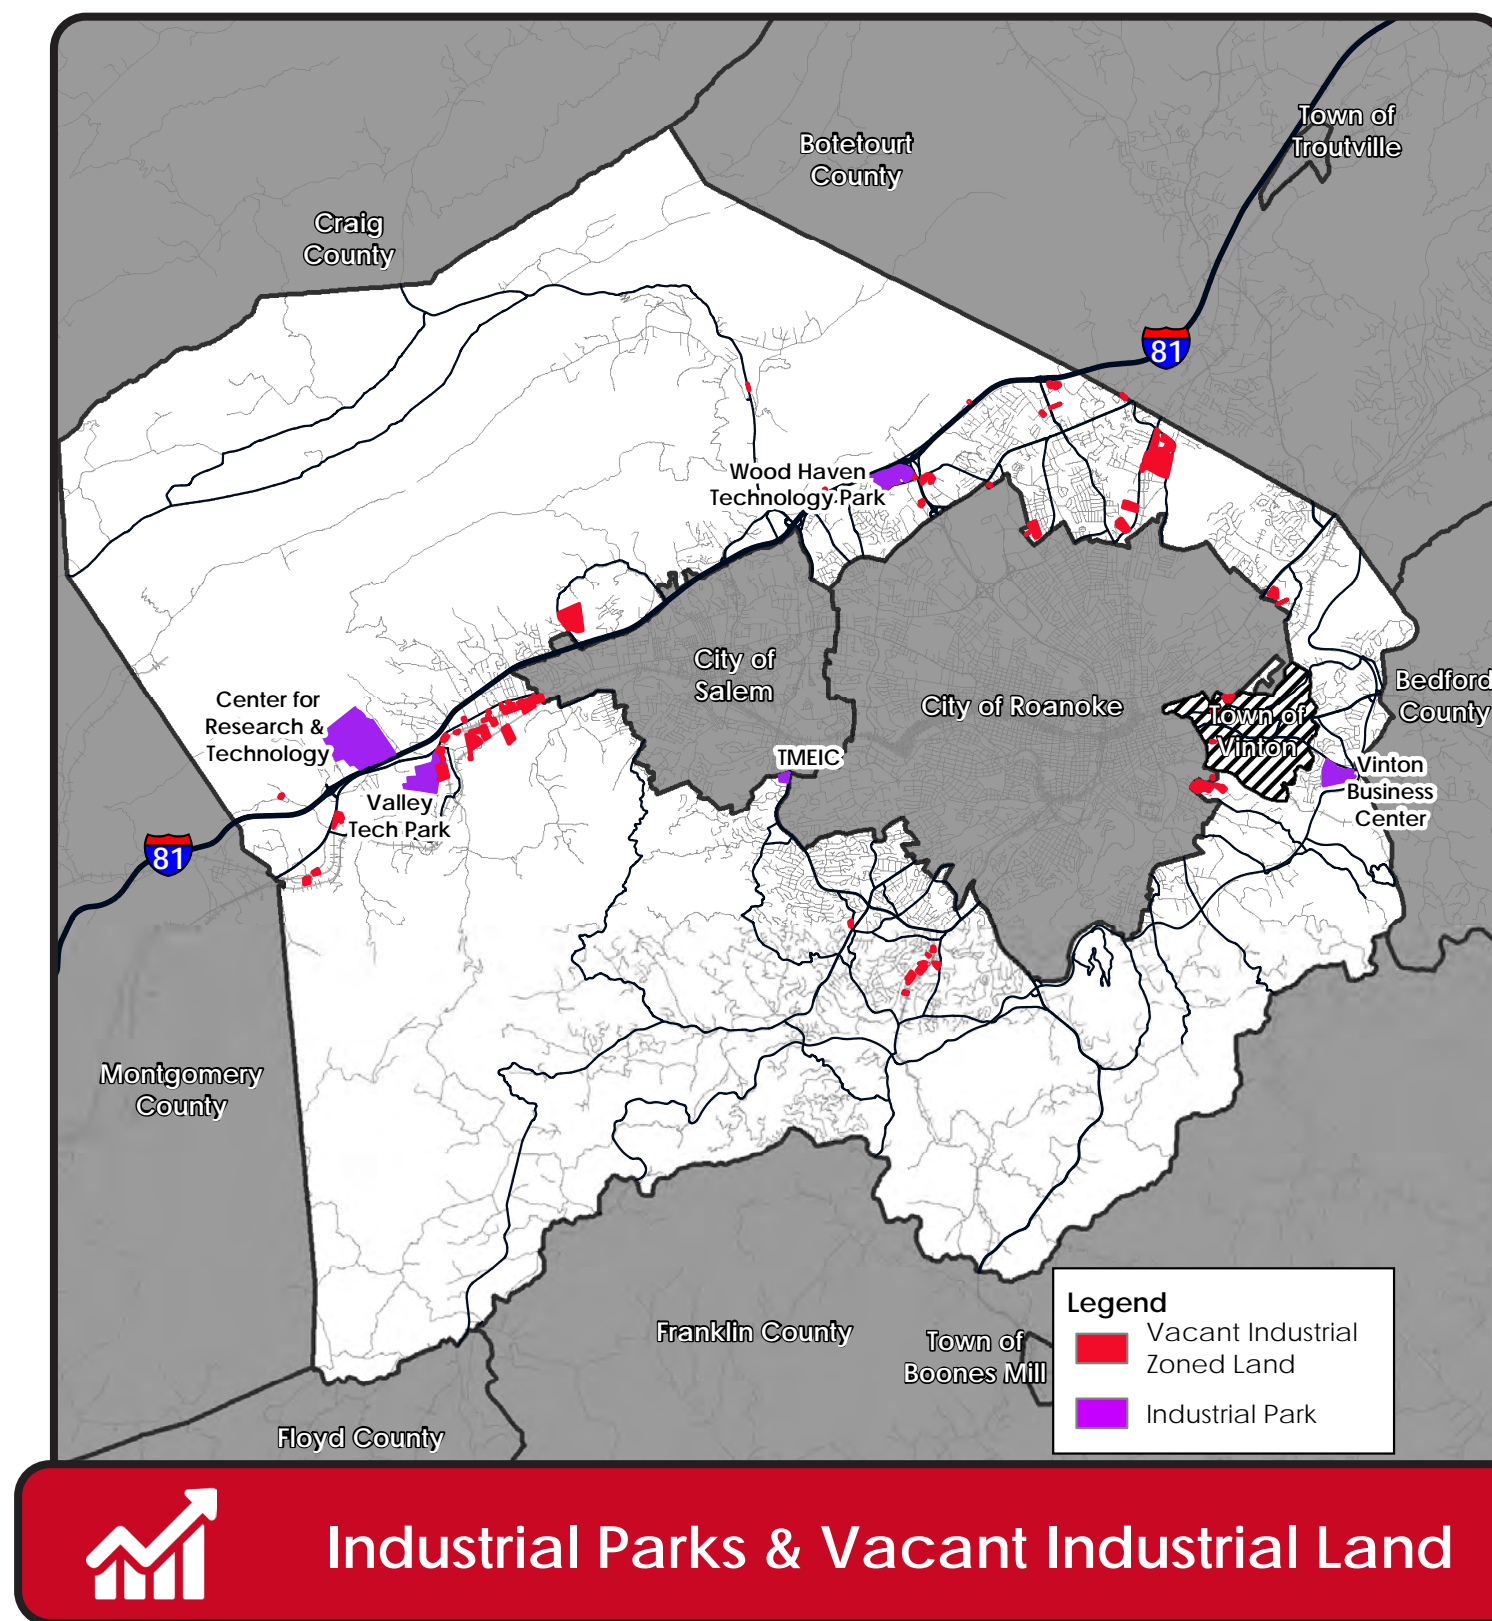 Town of
Troutville
Botetourt
County
Craig
County
81
Wood Haven
Technology Park
City of
Salem
City of Roanoke
Bedford
County
Town of
Vinton
Center for
Research &
Technology
TMEIC
Vinton
Business
Center
Valley
Tech Park
81
Montgomery
County
Franklin County
Town of
Boones Mill
Floyd County
Legend
Vacant Industrial
Zoned Land
Industrial Park
Industrial Parks & Vacant Industrial Land